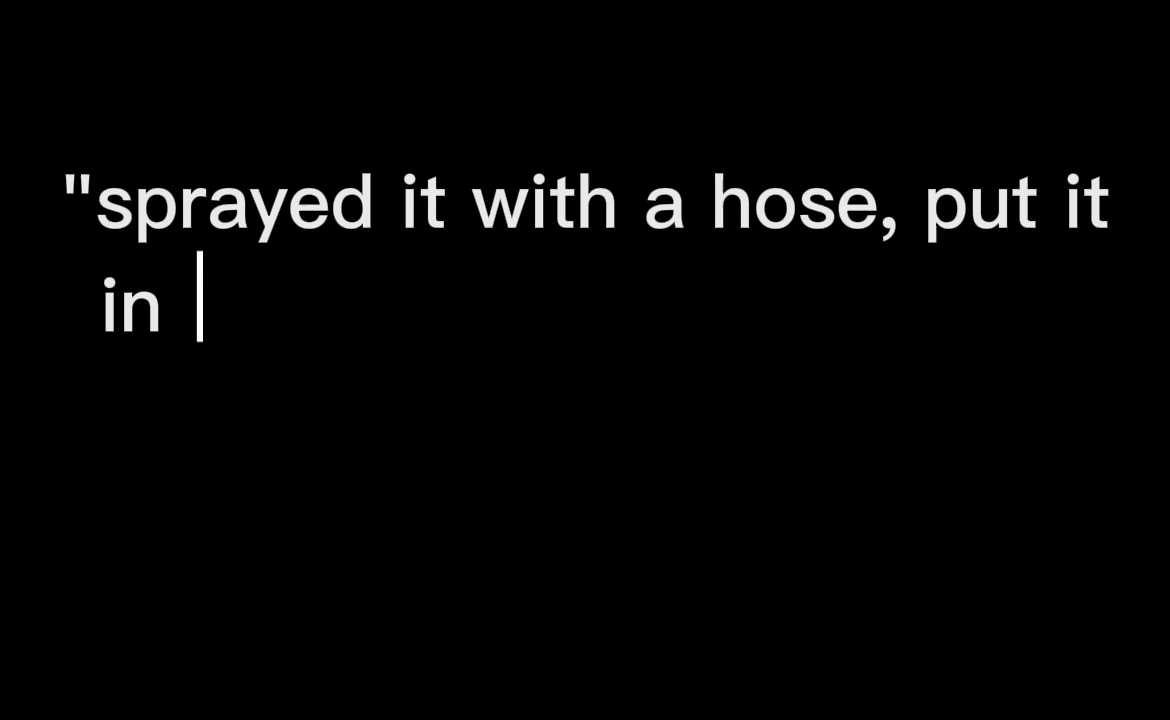 "sprayed it with a hose, put it
in